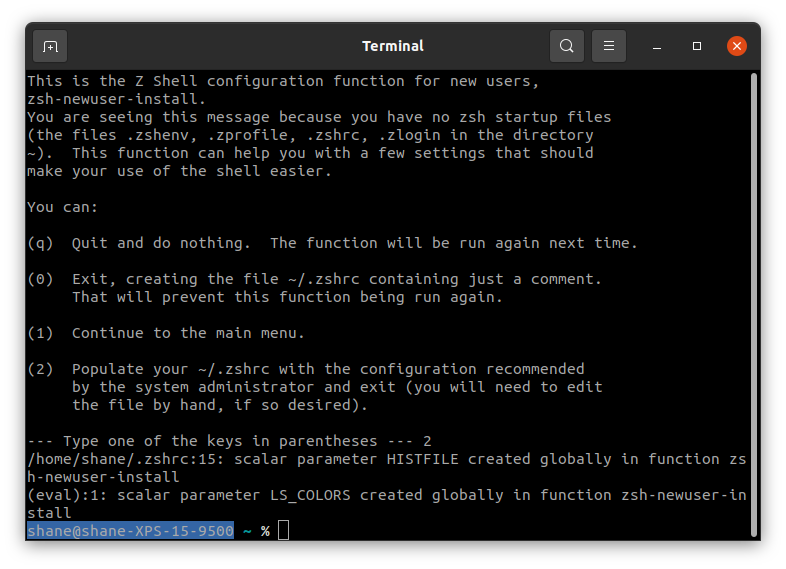 Terminal
This is the Z Shell configuration function for new users,
zsh-newuser-install.
You are seeing this message because you have no zsh startup files
(the files .zshenv, .zprofile, .zshrc, .zlogin in the directory
~).  This function can help you with a few settings that should
make your use of the shell easier.
You can:
(q)  Quit and do nothing.  The function will be run again next time.
(0)  Exit, creating the file ~/.zshrc containing just a comment.
     That will prevent this function being run again.
(1)  Continue to the main menu.
(2)  Populate your ~/.zshrc with the configuration recommended
     by the system administrator and exit (you will need to edit
     the file by hand, if so desired).
--- Type one of the keys in parentheses --- 2
/home/shane/.zshrc:15: scalar parameter HISTFILE created globally in function zs
h-newuser-install
(eval):1: scalar parameter LS_COLORS created globally in function zsh-newuser-in
stall
shane@shane-XPS-15-9500 ~ %